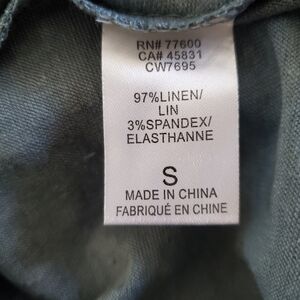 RN# 77600
CA# 45831
CW7695
97%LINEN/
LIN
3%SPANDEX/
ELASTHANNE
S
MADE IN CHINA
FABRIQUÉ EN CHINE